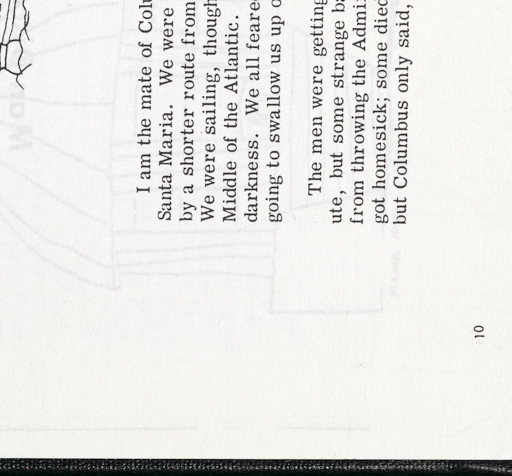 I am the mate of Colu
Santa Maria. We were
by a shorter route from
We were sailing, though
Middle of the Atlantic.
darkness. We all feare
going to swallow us up o
The men were getting
ute, but some strange ba
from throwing the Admi
got homesick; some died
but Columbus only said,
10